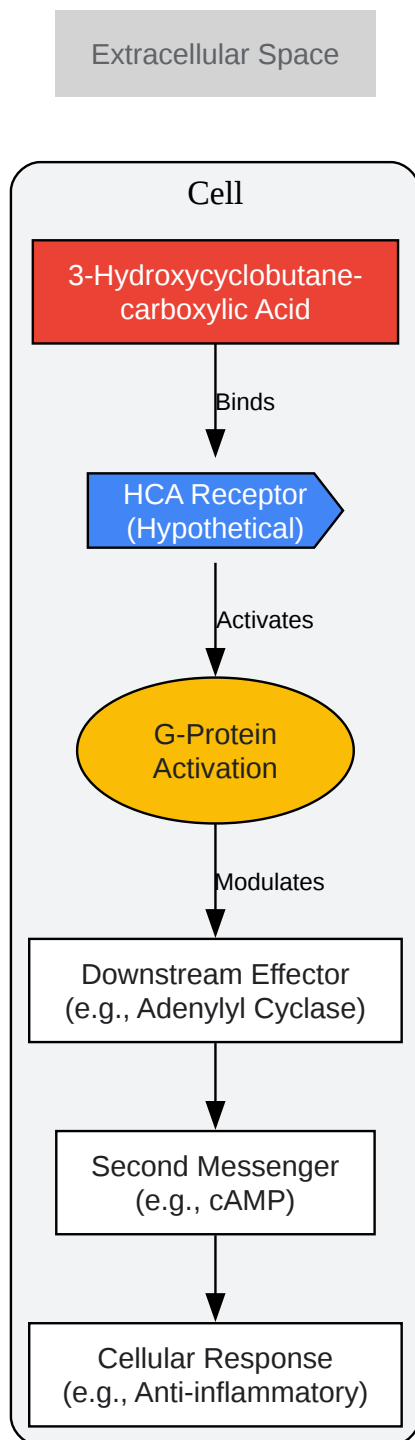 Extracellular Space
Cell
3-Hydroxycyclobutane-
carboxylic Acid
Binds
HCA Receptor
(Hypothetical)
Activates
G-Protein
Activation
Modulates
Downstream Effector
(e.g., Adenylyl Cyclase)
Second Messenger
(e.g., cAMP)
Cellular Response
(e.g., Anti-inflammatory)